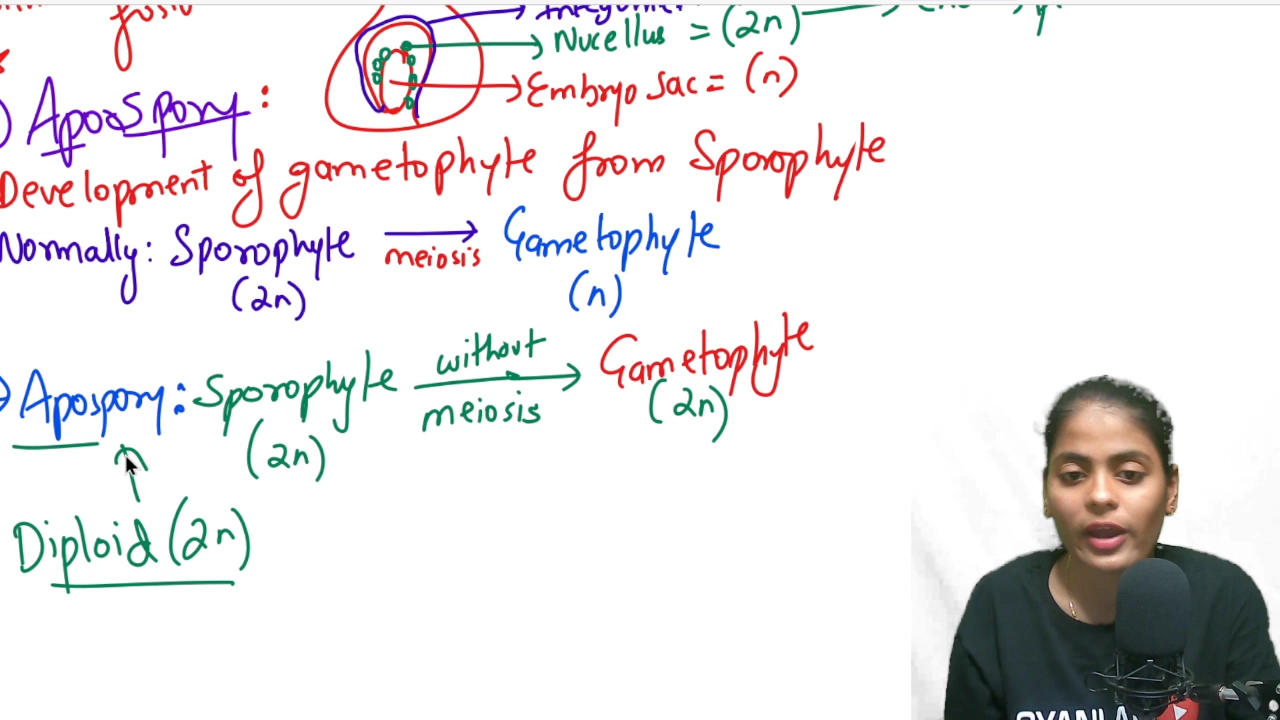 Nucellus = (2n)
Embryo sac = (n)
Apospory:
Development of gametophyte from Sporophyte
Normally: Sporophyte meiosis Gametophyte
(2n) (n)
Apospory: Sporophyte without meiosis Gametophyte
(2n) (2n)
Diploid (2n)